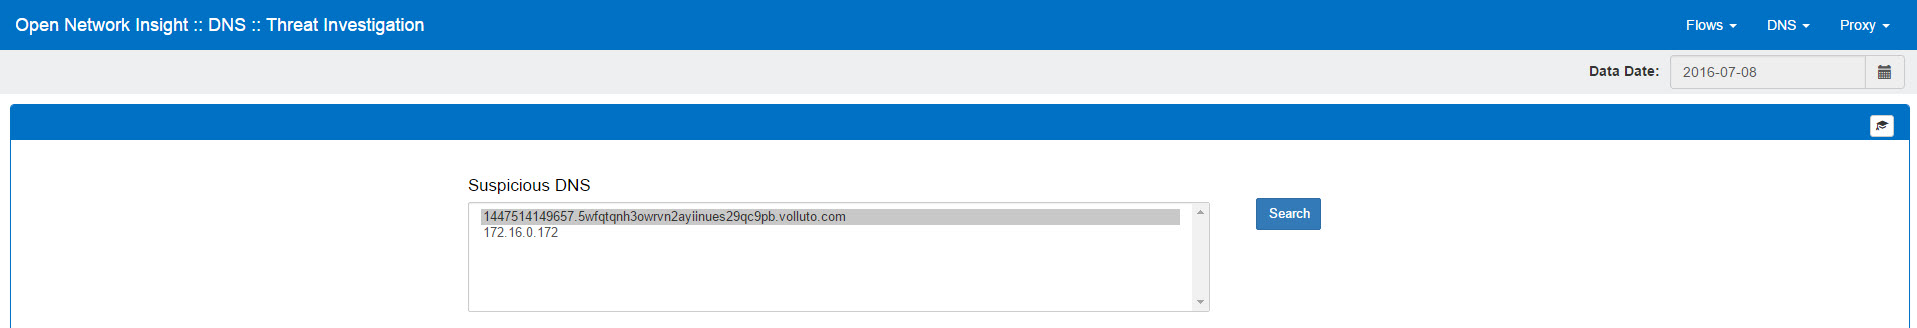 Open Network Insight :: DNS :: Threat Investigation
Flows DNS Proxy
Data Date: 2016-07-08
Suspicious DNS
1447514149657.5wfqtqnh3owrvn2ayiinues29qc9pb.volluto.com
172.16.0.172
Search